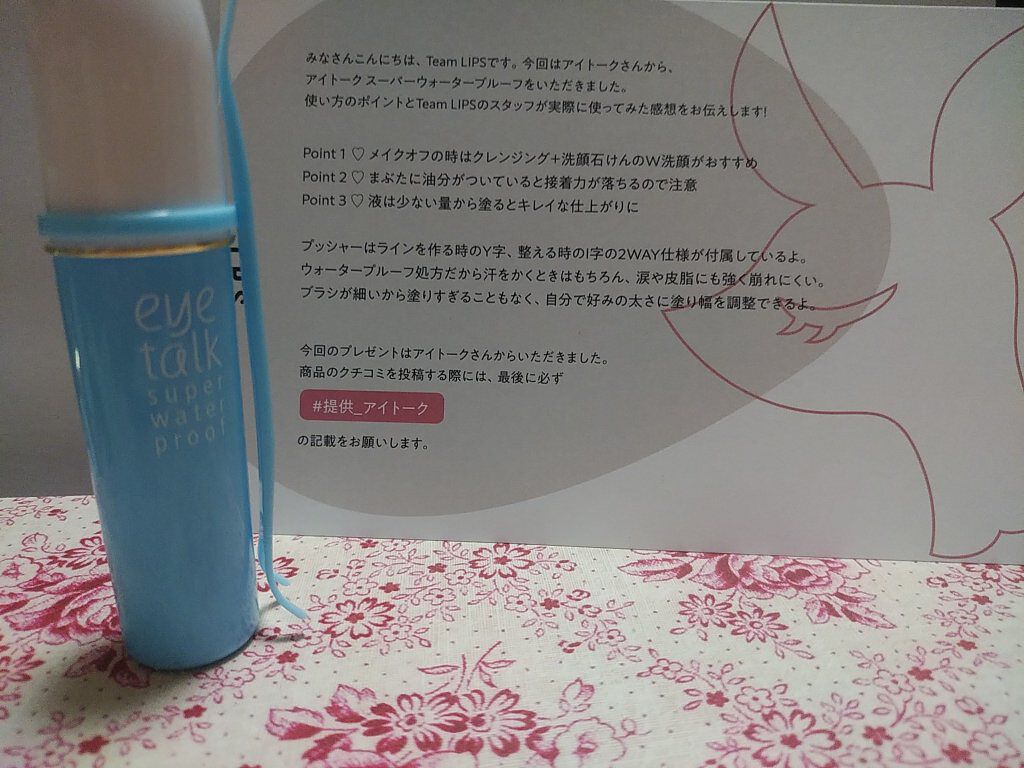 みなさんこんにちは、Team LIPSです。今回はアイトークさんから、
アイトーク スーパーウォータープルーフをいただきました。
使い方のポイントとTeam LIPSのスタッフが実際に使ってみた感想をお伝えします!
Point 1 ♡ メイクオフの時はクレンジング+洗顔石けんのW洗顔がおすすめ
Point 2 ♡ まぶたに油分がついていると接着力が落ちるので注意
Point 3 ♡ 液は少ない量から塗るとキレイな仕上がりに
プッシャーはラインを作る時のY字、整える時のI字の2WAY仕様が付属しているよ。
ウォータープルーフ処方だから汗をかくときはもちろん、涙や皮脂にも強く崩れにくい。
ブラシが細いから塗りすぎることもなく、自分で好みの太さに塗り幅を調整できるよ。
今回のプレゼントはアイトークさんからいただきました。
商品のクチコミを投稿する際には、最後に必ず
#提供_アイトーク
の記載をお願いします。
eye
talk
super
water
proof